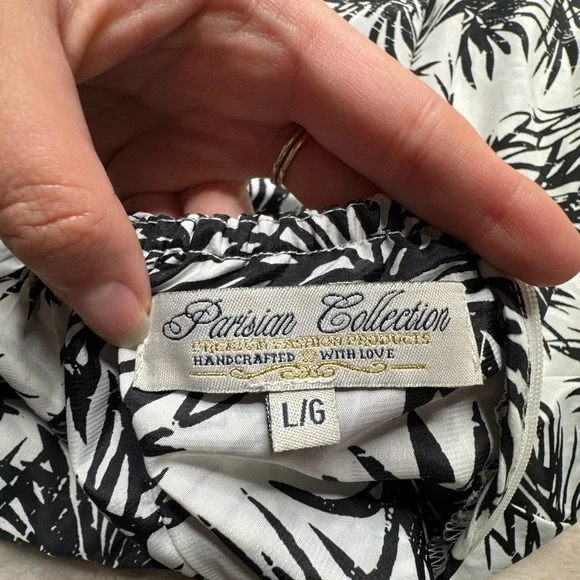 Parisian Collection
PREMIUM FASHION PRODUCTS
HANDCRAFTED WITH LOVE
L/G